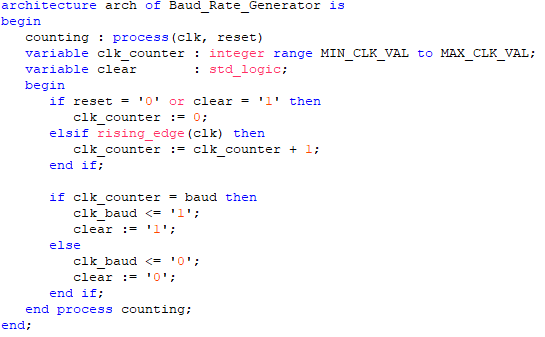 architecture arch of Baud_Rate_Generator is
begin
   counting : process(clk, reset)
   variable clk_counter : integer range MIN_CLK_VAL to MAX_CLK_VAL;
   variable clear       : std_logic;
   begin
      if reset = '0' or clear = '1' then
         clk_counter := 0;
      elsif rising_edge(clk) then
         clk_counter := clk_counter + 1;
      end if;

      if clk_counter = baud then
         clk_baud <= '1';
         clear := '1';
      else
         clk_baud <= '0';
         clear := '0';
      end if;
   end process counting;
end;